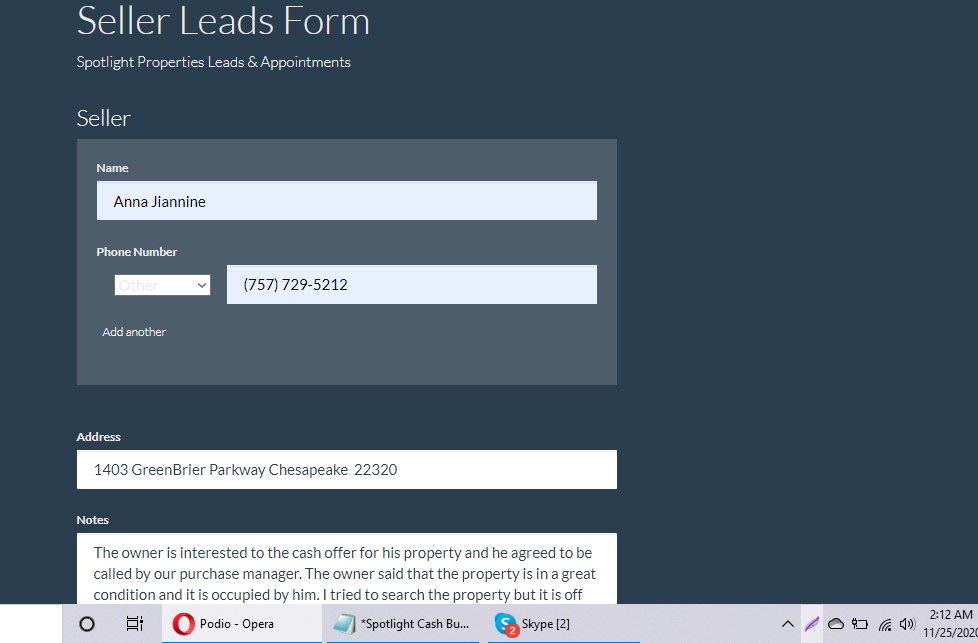 Seller Leads Form
Spotlight Properties Leads & Appointments
Seller
Name
Anna Jiannine
Phone Number
Other
(757) 729-5212
Add another
Address
1403 GreenBrier Parkway Chesapeake 22320
Notes
The owner is interested to the cash offer for his property and he agreed to be
called by our purchase manager. The owner said that the property is in a great
condition and it is occupied by him. I tried to search the property but it is off
Podio - Opera
*Spotlight Cash Bu...
2
Skype [2]
2:12 AM
11/25/202